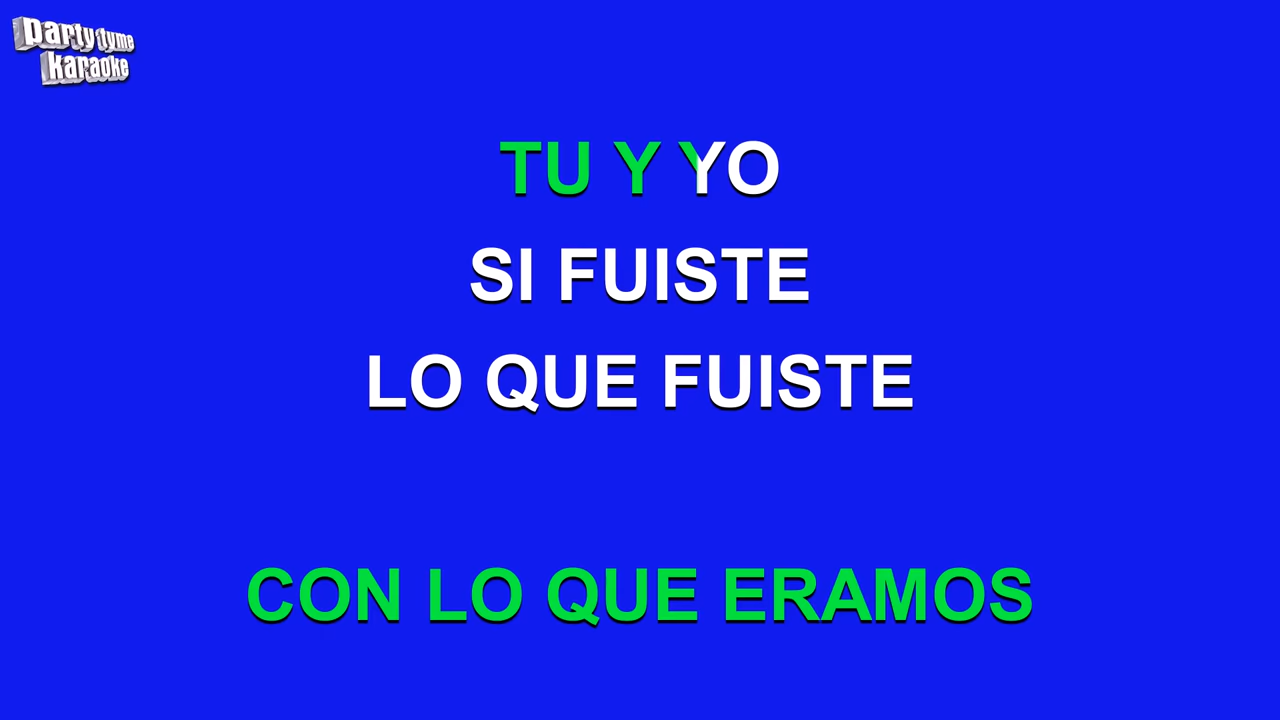 party tyme
karaoke
TU Y YO
SI FUISTE
LO QUE FUISTE
CON LO QUE ERAMOS